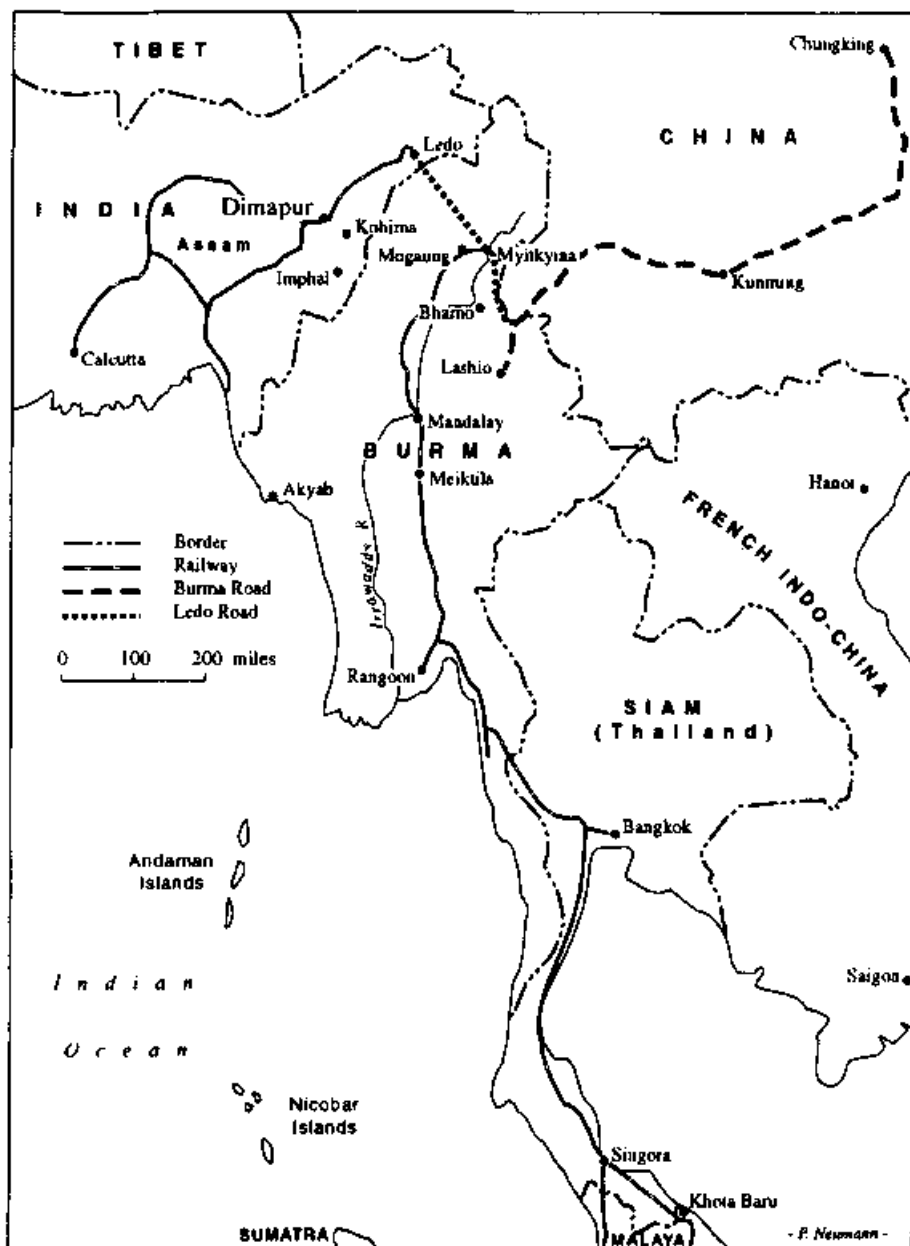 TIBET
Chungking
CHINA
Ledo
INDIA
Dimapur
Assam
Kohima
Mogaung
Myitkyina
Imphal
Kunming
Bhamo
Calcutta
Lashio
Mandalay
BURMA
Meiktila
Hanoi
Akyab
FRENCH INDO-CHINA
Border
Railway
Burma Road
Ledo Road
Irrawaddy R
0 100 200 miles
Rangoon
SIAM
(Thailand)
Bangkok
Andaman
Islands
Indian
Ocean
Saigon
Nicobar
Islands
Singora
Khota Baru
SUMATRA
MALAYA
- P. Neumann -